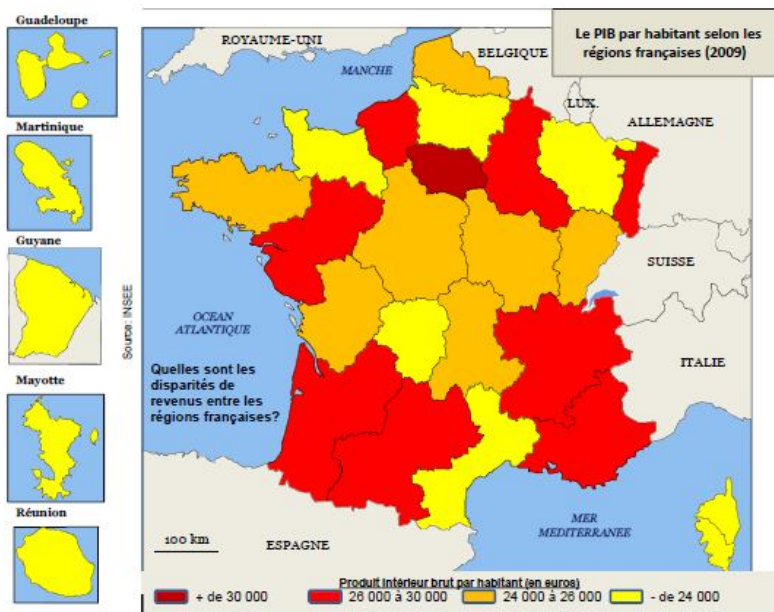 Guadeloupe
Martinique
Guyane
Mayotte
Réunion
Source: INSEE
Le PIB par habitant selon les
régions françaises (2009)
ROYAUME-UNI
BELGIQUE
MANCHE
LUX.
ALLEMAGNE
SUISSE
OCEAN
ATLANTIQUE
ITALIE
Quelles sont les
disparités de
revenus entre les
régions françaises?
MER
MEDITERRANEE
100 km
ESPAGNE
Produit intérieur brut par habitant (en euros)
+ de 30 000
26 000 à 30 000
24 000 à 26 000
- de 24 000